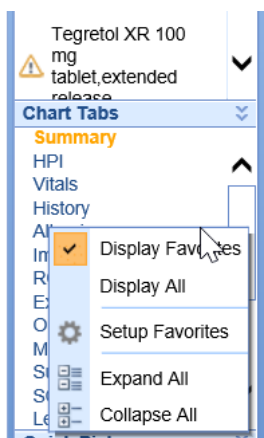 Tegretol XR 100
mg
tablet,extended
release
Chart Tabs
Summary
HPI
Vitals
History
Display Favorites
Display All
Setup Favorites
Expand All
Collapse All